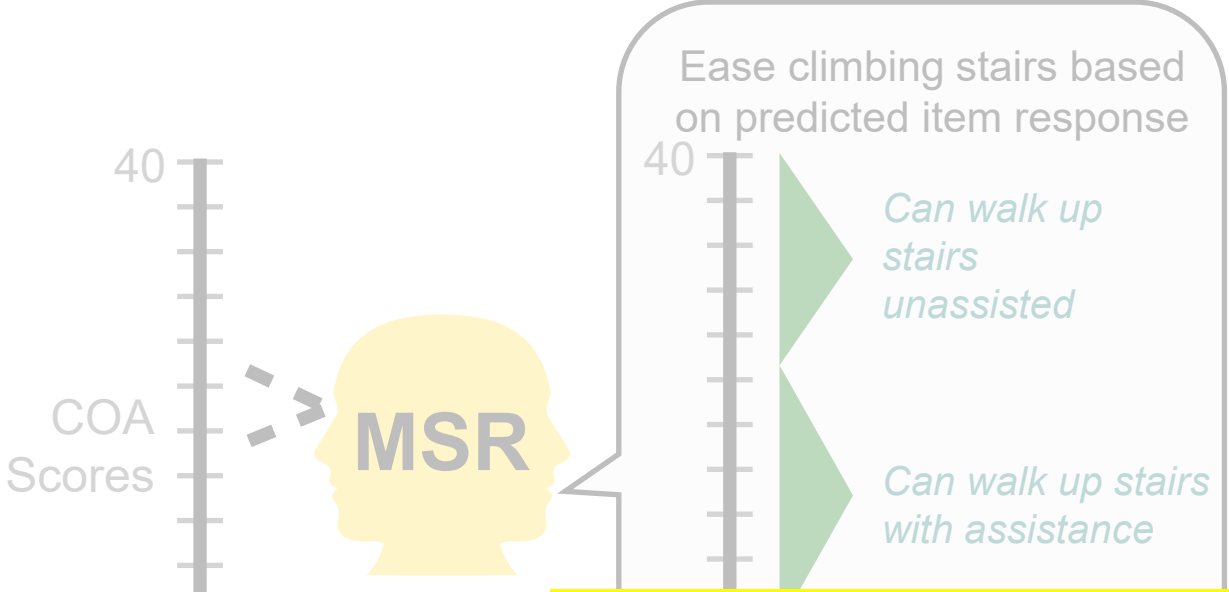 Ease climbing stairs based
on predicted item response
40
40
Can walk up
stairs
unassisted
COA
Scores
MSR
Can walk up stairs
with assistance